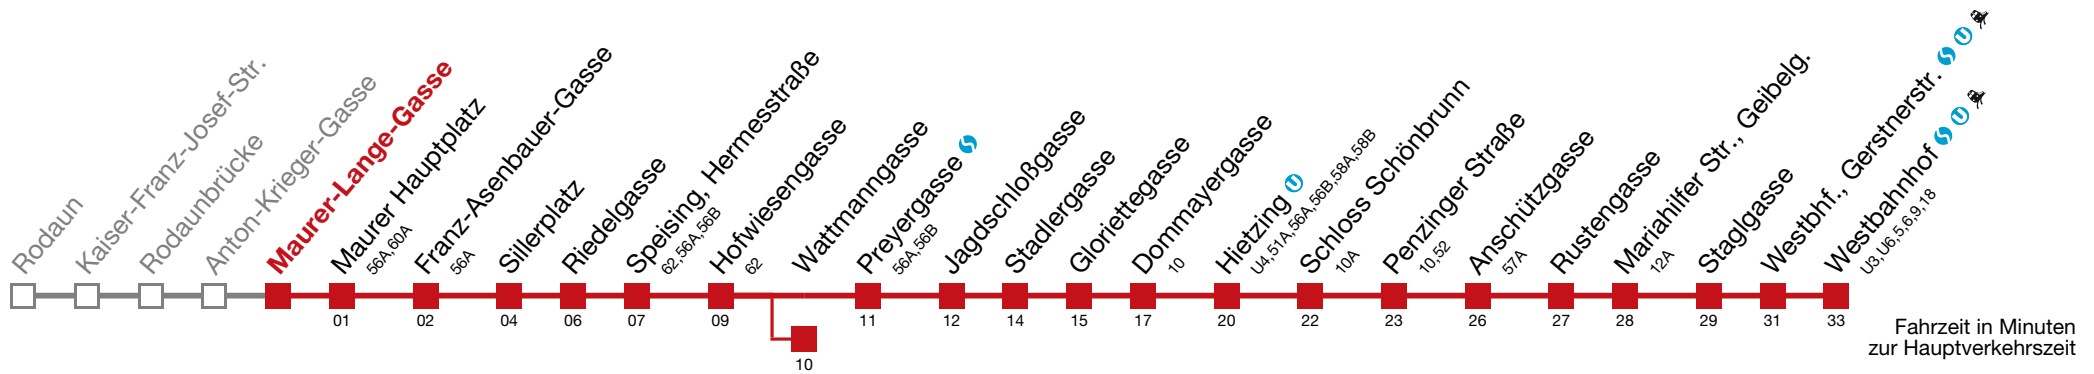 Rodaun
Kaiser-Franz-Josef-Str.
Rodaunbrücke
Anton-Krieger-Gasse
Maurer-Lange-Gasse
Maurer Hauptplatz
56A,60A
01
Franz-Asenbauer-Gasse
56A
02
Sillerplatz
04
Riedelgasse
06
Speising, Hermesstraße
62,56A,56B
07
Hofwiesengasse
62
09
Wattmanngasse
10
Preyergasse
56A,56B
11
Jagdschloßgasse
12
Stadlergasse
14
Gloriettegasse
15
Dommayergasse
10
17
Hietzing U
U4,51A,56A,56B,58A,58B
20
Schloss Schönbrunn
10A
22
Penzinger Straße
10,52
23
Anschützgasse
57A
26
Rustengasse
27
Mariahilfer Str., Geibelg.
12A
28
Staglgasse
29
Westbhf., Gerstnerstr. U
31
Westbahnhof U
U3,U6,5,6,9,18
33
Fahrzeit in Minuten
zur Hauptverkehrszeit